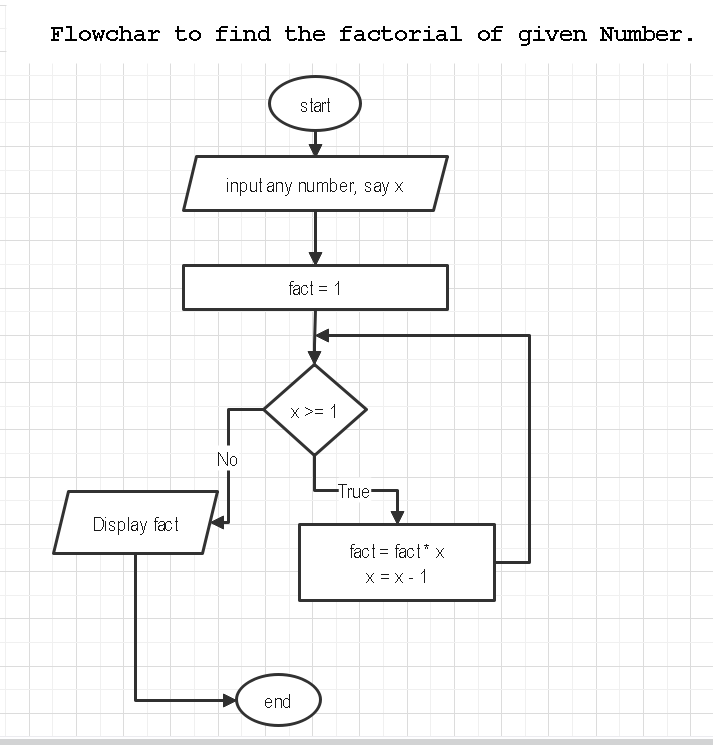 Flowchar to find the factorial of given Number.
start
input any number, say x
fact = 1
x >= 1
No
True
Display fact
fact = fact * x
x = x - 1
end